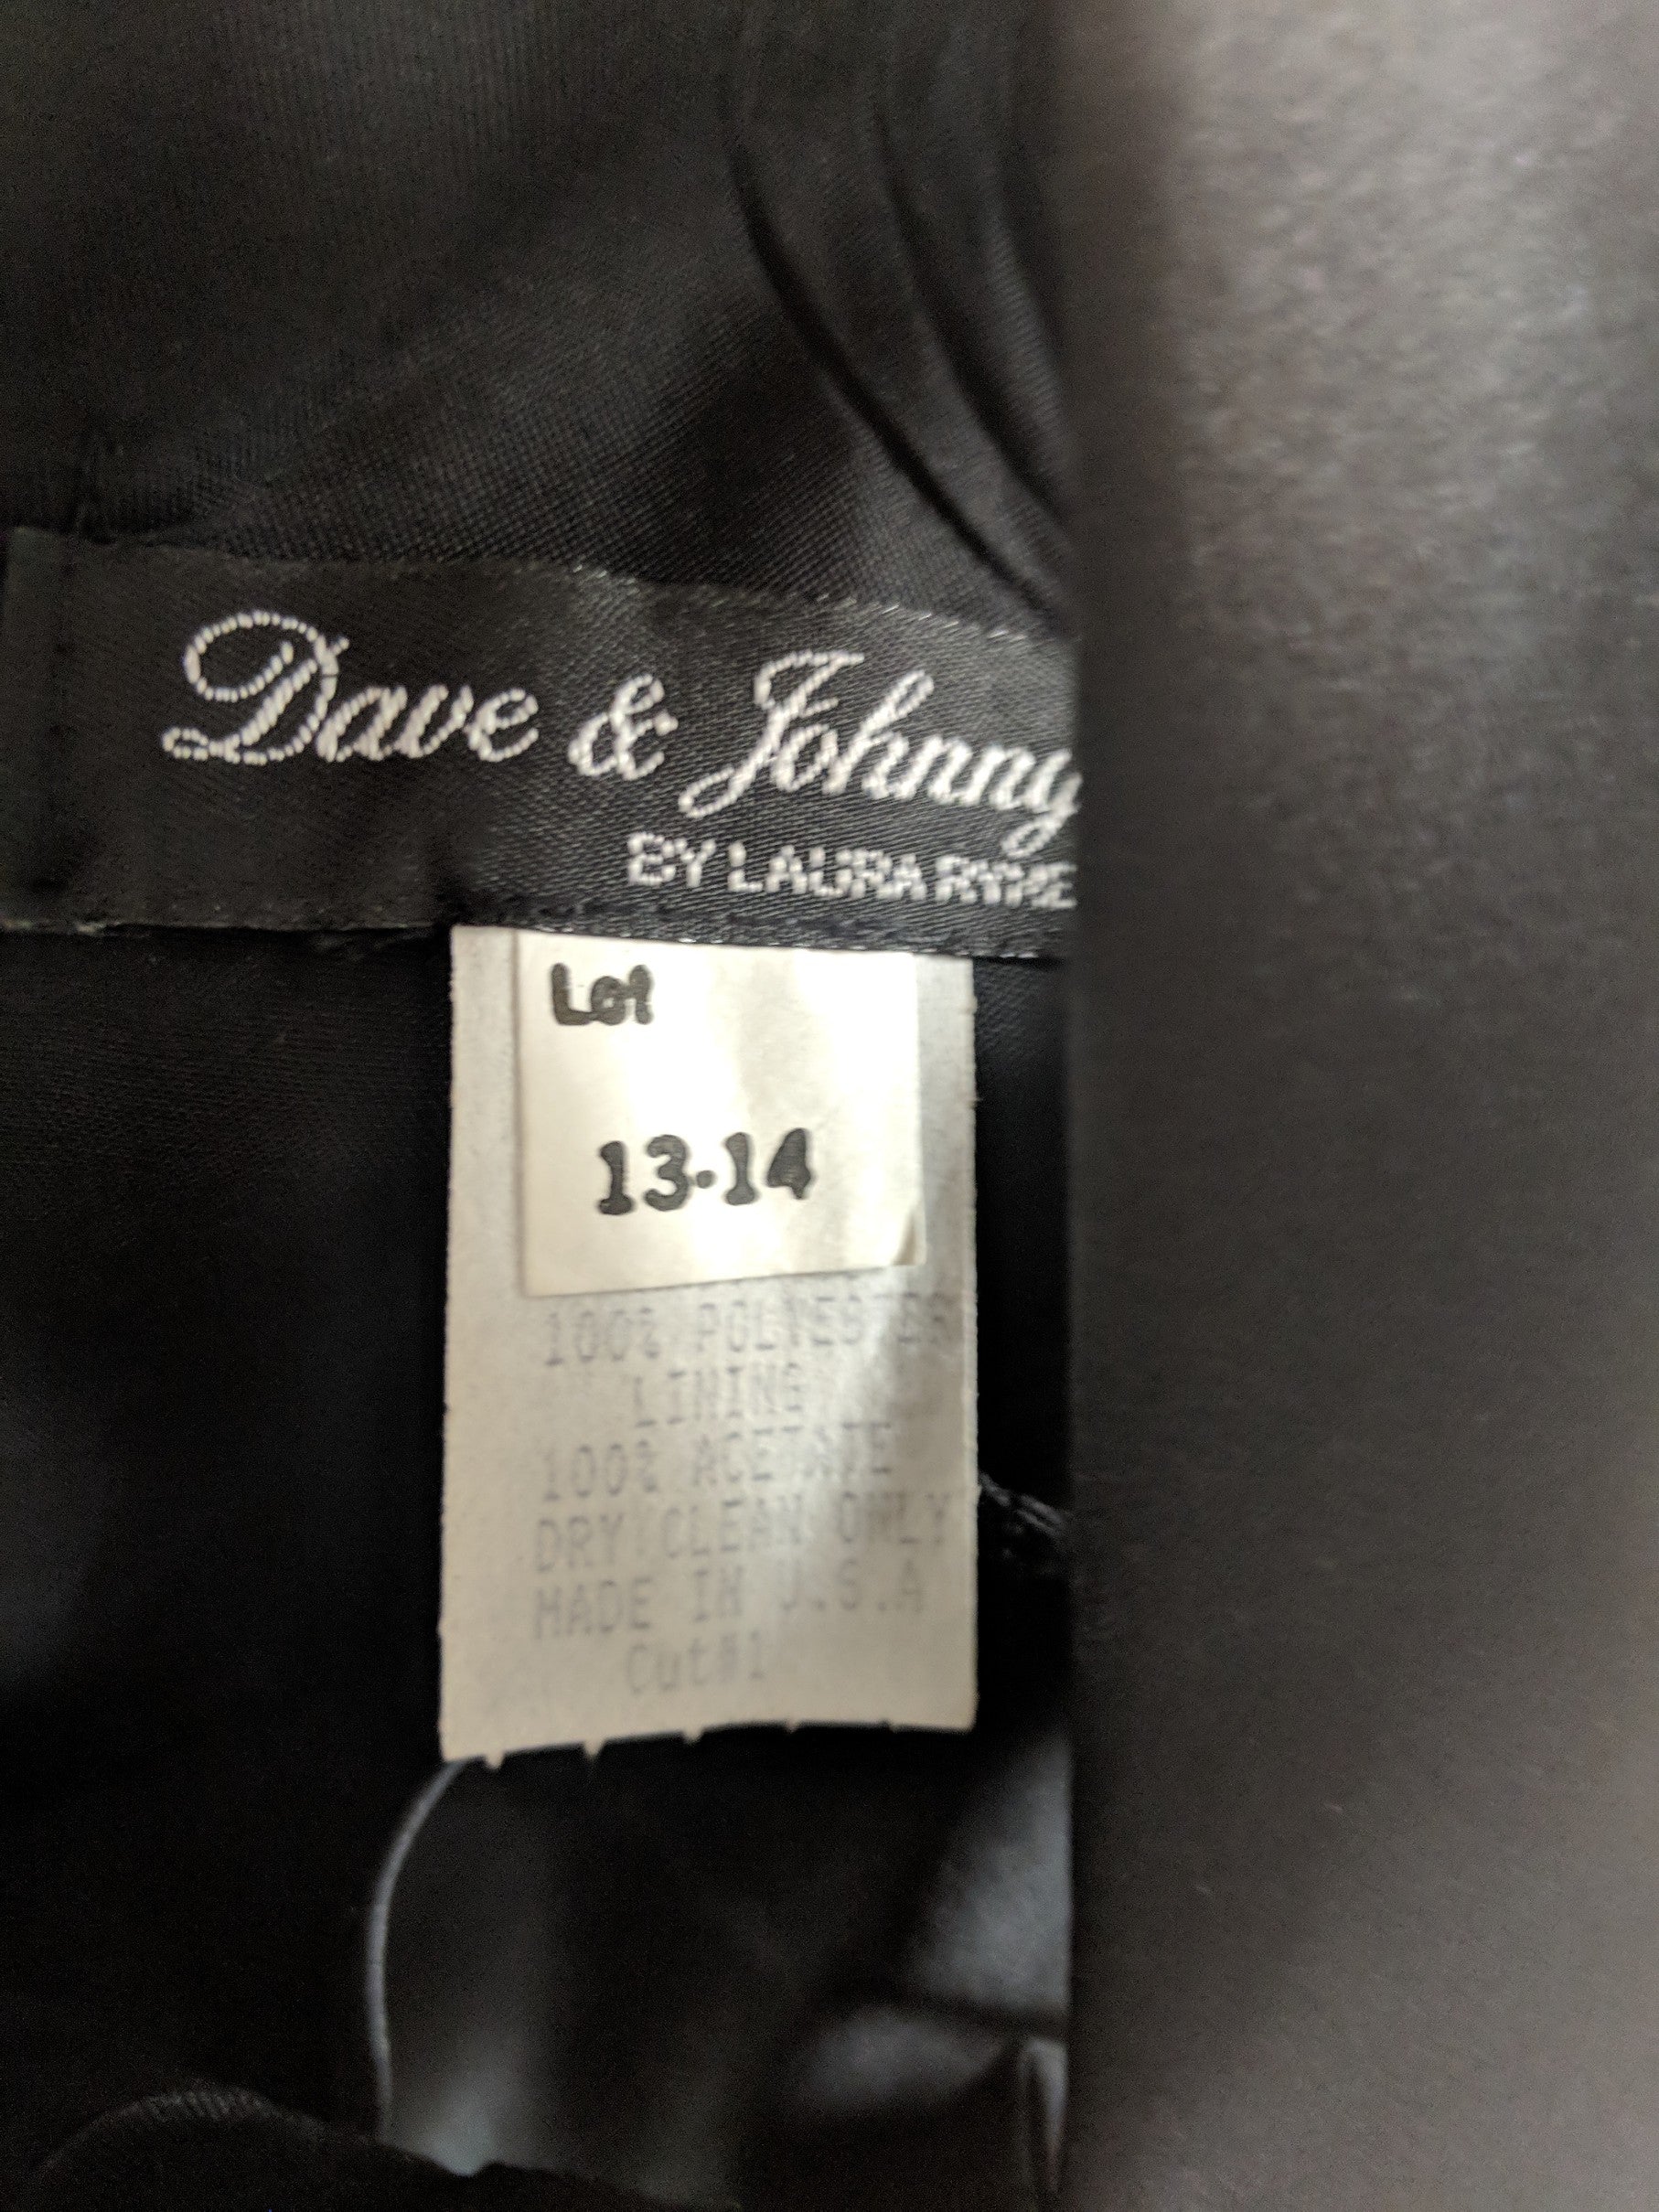 Dave & Johnny
BY LAURA RYNE
Lot
13-14
100% POLYESTER
LINING
100% ACETATE
DRY CLEAN ONLY
MADE IN U.S.A
Cut#1